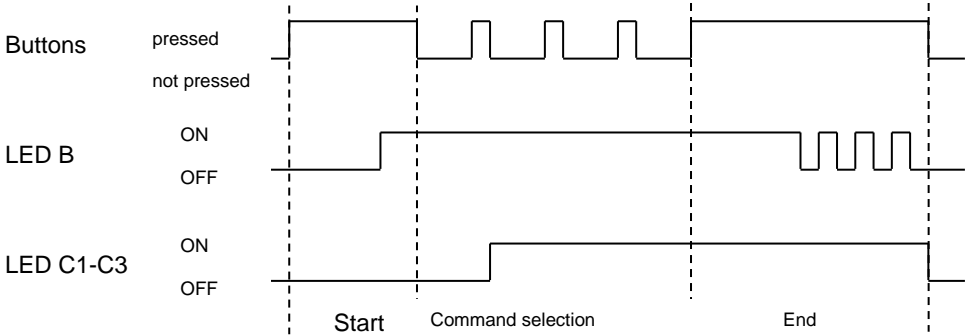 Buttons
pressed
not pressed
LED B
ON
OFF
LED C1-C3
ON
OFF
Start
Command selection
End